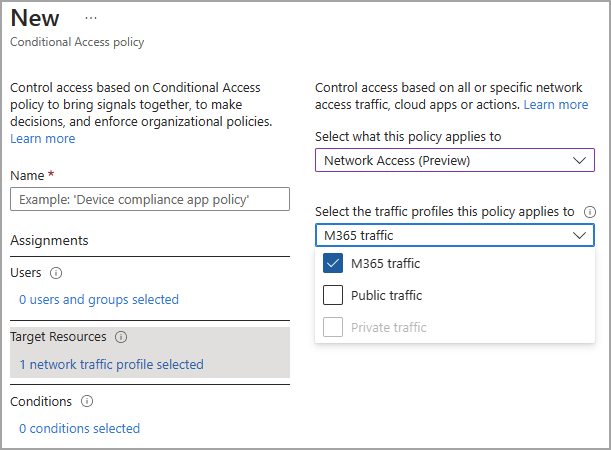 New ...
Conditional Access policy
Control access based on Conditional Access
policy to bring signals together, to make
decisions, and enforce organizational policies.
Learn more
Name *
Example: 'Device compliance app policy'
Assignments
Users
0 users and groups selected
Target Resources
1 network traffic profile selected
Conditions
0 conditions selected
Control access based on all or specific network
access traffic, cloud apps or actions. Learn more
Select what this policy applies to
Network Access (Preview)
Select the traffic profiles this policy applies to
M365 traffic
M365 traffic
Public traffic
Private traffic